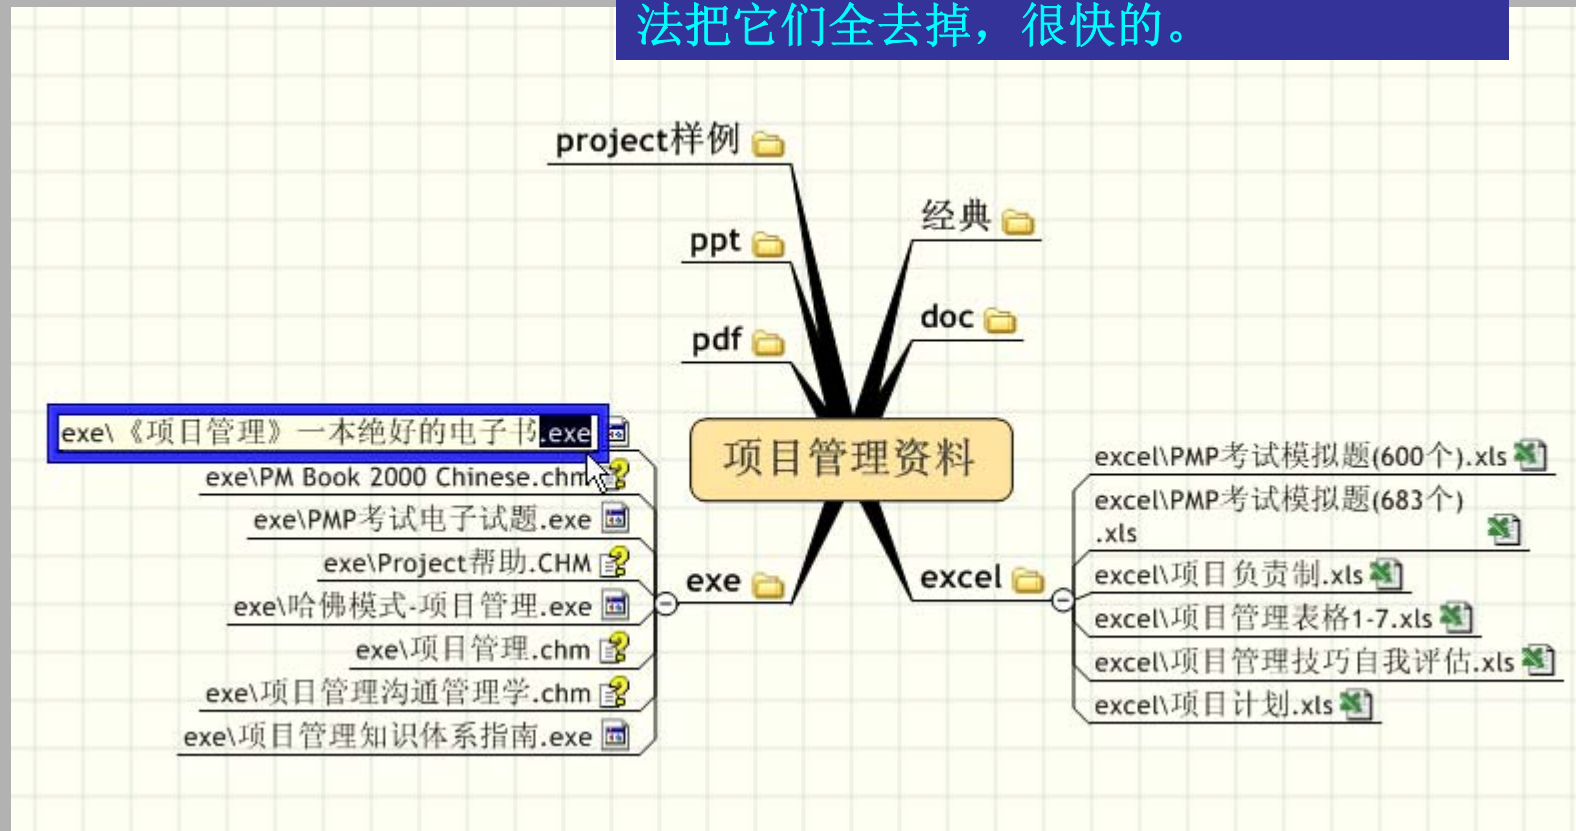 法把它们全去掉，很快的。
project样例
ppt
pdf
经典
doc
项目管理资料
exe\《项目管理》一本绝好的电子书.exe
exe\PM Book 2000 Chinese.chm
exe\PMP考试电子试题.exe
exe\Project帮助.CHM
exe\哈佛模式-项目管理.exe
exe\项目管理.chm
exe\项目管理沟通管理学.chm
exe\项目管理知识体系指南.exe
exe
excel
excel\PMP考试模拟题(600个).xls
excel\PMP考试模拟题(683个)
.xls
excel\项目负责制.xls
excel\项目管理表格1-7.xls
excel\项目管理技巧自我评估.xls
excel\项目计划.xls